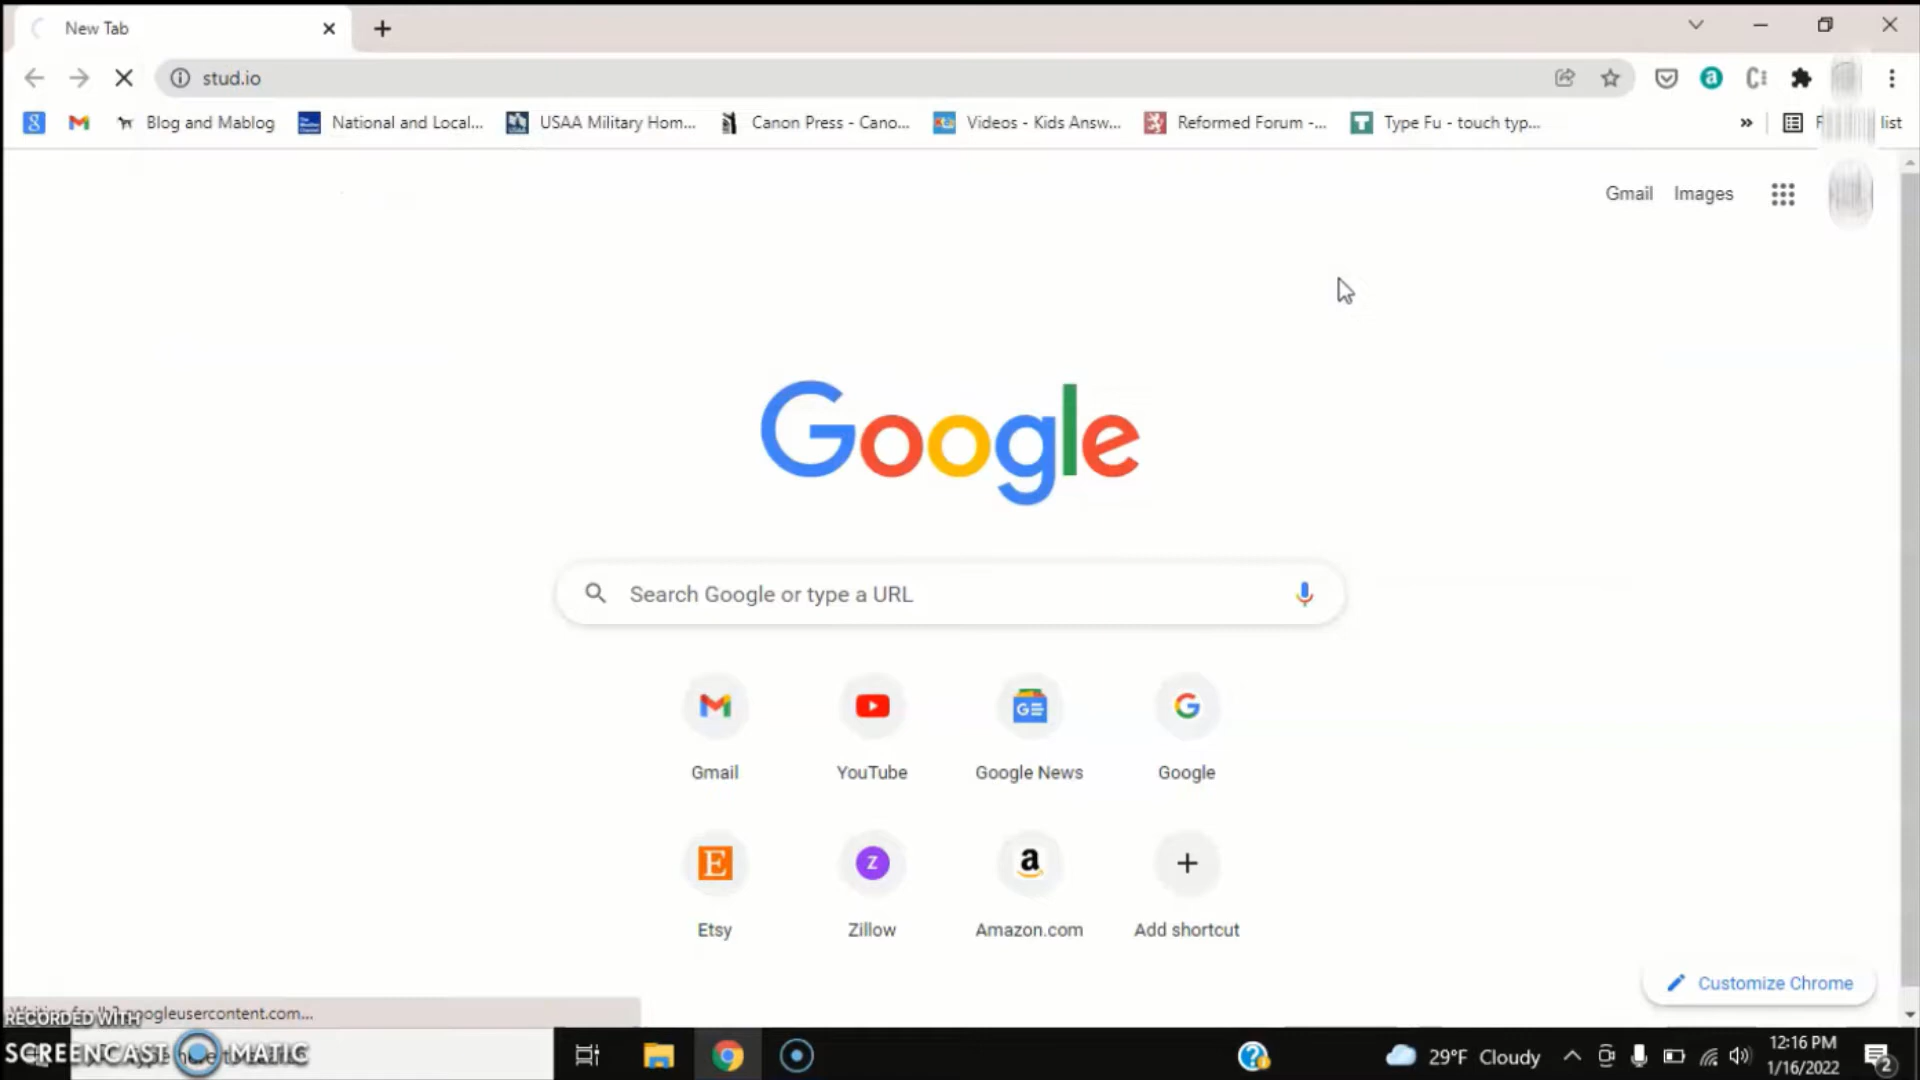 New Tab
stud.io
Blog and Mablog
National and Local...
USAA Military Hom...
Canon Press - Cano...
Videos - Kids Answ...
Reformed Forum -...
Type Fu - touch typ...
»
list
Gmail
Images
Google
Search Google or type a URL
Gmail
YouTube
Google News
Google
Etsy
Zillow
Amazon.com
Add shortcut
Customize Chrome
googleusercontent.com...
RECORDED WITH
SCREENCAST MATIC
29°F Cloudy
12:16 PM
1/16/2022
2